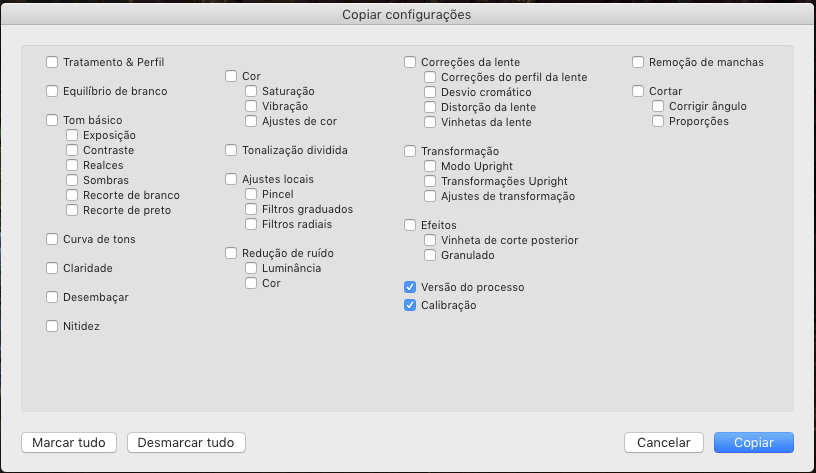 Copiar configurações
Tratamento & Perfil
Equilíbrio de branco
Tom básico
Exposição
Contraste
Realces
Sombras
Recorte de branco
Recorte de preto
Curva de tons
Claridade
Desembaçar
Nitidez
Cor
Saturação
Vibração
Ajustes de cor
Tonalização dividida
Ajustes locais
Pincel
Filtros graduados
Filtros radiais
Redução de ruído
Luminância
Cor
Correções da lente
Correções do perfil da lente
Desvio cromático
Distorção da lente
Vinhetas da lente
Transformação
Modo Upright
Transformações Upright
Ajustes de transformação
Efeitos
Vinheta de corte posterior
Granulado
Versão do processo
Calibração
Remoção de manchas
Cortar
Corrigir ângulo
Proporções
Marcar tudo
Desmarcar tudo
Cancelar
Copiar